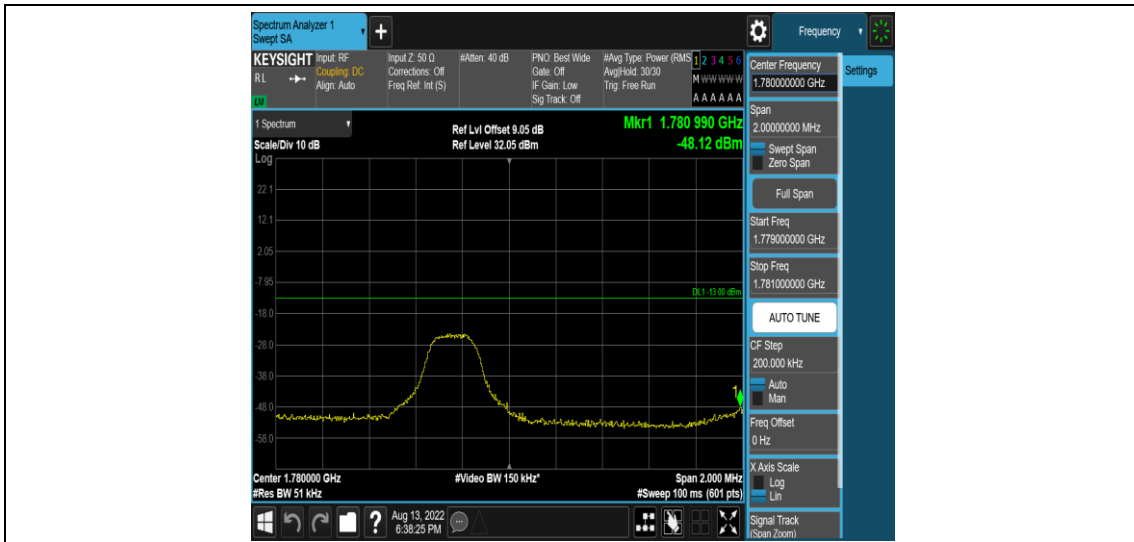 Spectrum Analyzer 1
Swept SA
+
Frequency
KEYSIGHT
RL
LXI
Input: RF
Coupling: DC
Align: Auto
Input Z: 50 Ω
Corrections: Off
Freq Ref: Int (S)
#Atten: 40 dB
PNO: Best Wide
Gate: Off
IF Gain: Low
Sig Track: Off
#Avg Type: Power (RMS
Avg|Hold: 30/30
Trig: Free Run
1 2 3 4 5 6
M W W W W W
A A A A A A
1 Spectrum
Scale/Div 10 dB
Log
Ref Lvl Offset 9.05 dB
Ref Level 32.05 dBm
Mkr1 1.780 990 GHz
-48.12 dBm
22.1
12.1
2.05
-7.95
-18.0
-28.0
-38.0
-48.0
-58.0
DL1 -13.00 dBm
1
Center 1.780000 GHz
#Res BW 51 kHz
#Video BW 150 kHz*
Span 2.000 MHz
#Sweep 100 ms (601 pts)
Center Frequency
1.780000000 GHz
Settings
Span
2.00000000 MHz
Swept Span
Zero Span
Full Span
Start Freq
1.779000000 GHz
Stop Freq
1.781000000 GHz
AUTO TUNE
CF Step
200.000 kHz
Auto
Man
Freq Offset
0 Hz
X Axis Scale
Log
Lin
Signal Track
(Span Zoom)
?
Aug 13, 2022
6:38:25 PM